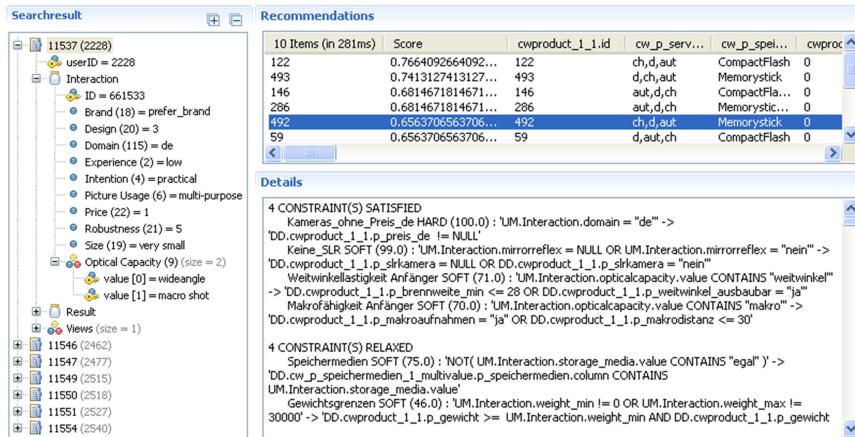 Searchresult
11537 (2228)
userID = 2228
Interaction
ID = 661533
Brand (18) = prefer_brand
Design (20) = 3
Domain (115) = de
Experience (2) = low
Intention (4) = practical
Picture Usage (6) = multi-purpose
Price (22) = 1
Robustness (21) = 5
Size (19) = very small
Optical Capacity (9) (size = 2)
value [0] = wideangle
value [1] = macro shot
Result
Views (size = 1)
11546 (2462)
11547 (2477)
11549 (2515)
11550 (2518)
11551 (2527)
11554 (2540)
Recommendations
10 Items (in 281ms) Score cwproduct_1_1.id cw_p_serv... cw_p_spei... cwproc
122 0.7664092664092... 122 ch,d,aut CompactFlash 0
493 0.7413127413127... 493 d,ch,aut Memorystick 0
146 0.6814671814671... 146 aut,d,ch CompactFla... 0
286 0.6814671814671... 286 aut,d,ch Memorystic... 0
492 0.6563706563706... 492 ch,d,aut Memorystick 0
59 0.6563706563706... 59 d,aut,ch CompactFlash 0
Details
4 CONSTRAINT(S) SATISFIED
Kameras_ohne_Preis_de HARD (100.0) : 'UM.Interaction.domain = "de"' ->
'DD.cwproduct_1_1.p_preis_de != NULL'
Keine_SLR SOFT (99.0) : 'UM.Interaction.mirrorreflex = NULL OR UM.Interaction.mirrorreflex = "nein"' ->
'DD.cwproduct_1_1.p_slrkamera = NULL OR DD.cwproduct_1_1.p_slrkamera = "nein"'
Weitwinkellastigkeit Anfänger SOFT (71.0) : 'UM.Interaction.opticalcapacity.value CONTAINS "weitwinkel"'
-> 'DD.cwproduct_1_1.p_brennweite_min <= 28 OR DD.cwproduct_1_1.p_weitwinkel_ausbaubar = "ja"'
Makrofähigkeit Anfänger SOFT (70.0) : 'UM.Interaction.opticalcapacity.value CONTAINS "makro"' ->
'DD.cwproduct_1_1.p_makroaufnahmen = "ja" OR DD.cwproduct_1_1.p_makrodistanz <= 30'
4 CONSTRAINT(S) RELAXED
Speichermedien SOFT (75.0) : 'NOT( UM.Interaction.storage_media.value CONTAINS "egal" )' ->
'DD.cw_p_speichermedien_1_multivalue.p_speichermedien.column CONTAINS
UM.Interaction.storage_media.value'
Gewichtsgrenzen SOFT (46.0) : 'UM.Interaction.weight_min != 0 OR UM.Interaction.weight_max !=
30000' -> 'DD.cwproduct_1_1.p_gewicht >= UM.Interaction.weight_min AND DD.cwproduct_1_1.p_gewicht